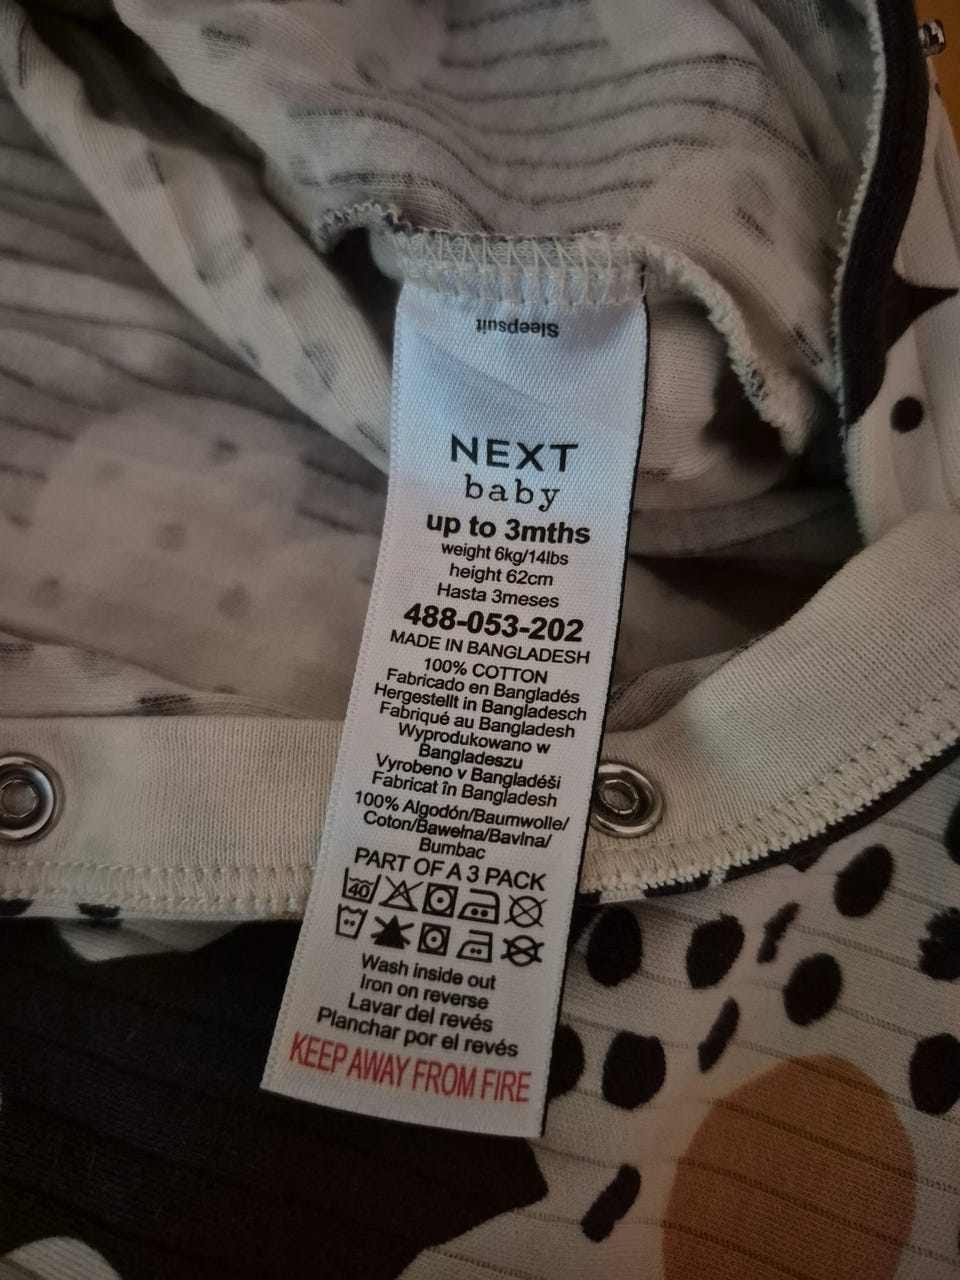 Sleepsuit
NEXT
baby
up to 3mths
weight 6kg/14lbs
height 62cm
Hasta 3meses
488-053-202
MADE IN BANGLADESH
100% COTTON
Fabricado en Bangladés
Hergestellt in Bangladesch
Fabriqué au Bangladesh
Wyprodukowano w
Bangladeszu
Vyrobeno v Bangladéši
Fabricat în Bangladesh
100% Algodón/Baumwolle/
Coton/Bawełna/Bavlna/
Bumbac
PART OF A 3 PACK
40
Wash inside out
Iron on reverse
Lavar del revés
Planchar por el revés
KEEP AWAY FROM FIRE